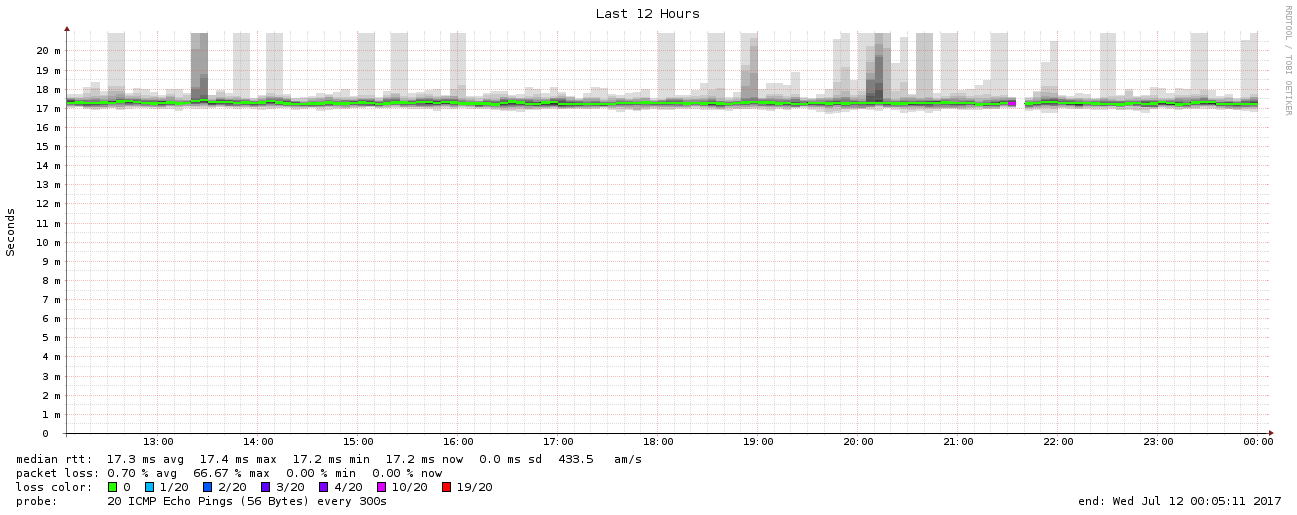 Last 12 Hours
RRDTOOL / TOBI OETIKER
Seconds
20 m
19 m
18 m
17 m
16 m
15 m
14 m
13 m
12 m
11 m
10 m
9 m
8 m
7 m
6 m
5 m
4 m
3 m
2 m
1 m
0
13:00 14:00 15:00 16:00 17:00 18:00 19:00 20:00 21:00 22:00 23:00 00:00
median rtt: 17.3 ms avg 17.4 ms max 17.2 ms min 17.2 ms now 0.0 ms sd 433.5 am/s
packet loss: 0.70 % avg 66.67 % max 0.00 % min 0.00 % now
loss color: 0 1/20 2/20 3/20 4/20 10/20 19/20
probe: 20 ICMP Echo Pings (56 Bytes) every 300s end: Wed Jul 12 00:05:11 2017